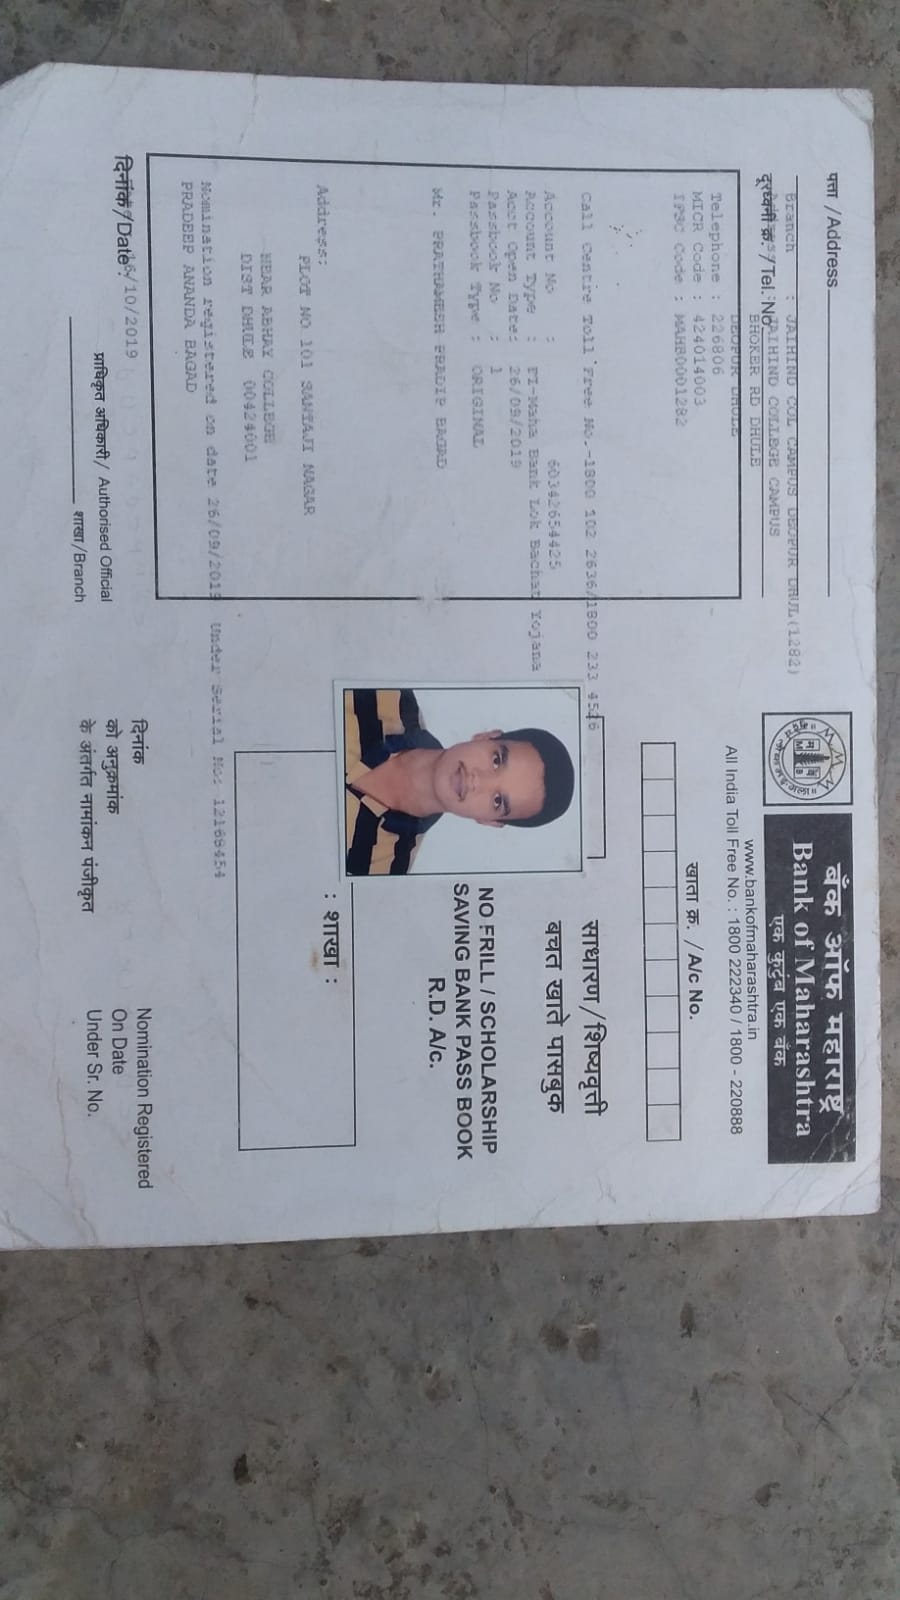 पत्ता /Address
Branch : JAIHIND COL CAMPUS DEOPUR DHUL(1282)
JAIHIND COLLEGE CAMPUS
दूरध्वनी क्र. /Tel. No.
BHOKER RD DHULE
DEOPUR DHULE
Telephone : 226806
MICR Code : 424014003
IFSC Code : MAHB0001282
Call Centre Toll Free No.-1800 102 2636/1800 233 4526
Account No : 60342654425
Account Type : FI-Maha Bank Lok Bachat Yojana
Acct Open Date: 26/09/2019
Passbook No : 1
Passbook Type : ORIGINAL
Mr. PRATHAMESH PRADIP BAGAD
Address:
PLOT NO 101 SANTAJI NAGAR
NEAR ABHAY COLLEGE
DIST DHULE 00424001
Nomination registered on date 26/09/2019 Under Serial No: 12168454
PRADEEP ANANDA BAGAD
दिनांक/Date : 16/10/2019
प्राधिकृत अधिकारी/ Authorised Official
शाखा/Branch
बैंक ऑफ महाराष्ट्र
Bank of Maharashtra
एक कुटुंब एक बैंक
www.bankofmaharashtra.in
All India Toll Free No. : 1800 222340 / 1800 - 220888
खाता क्र. / A/c No.
साधारण/शिष्यवृत्ती
बचत खाते पासबुक
NO FRILL / SCHOLARSHIP
SAVING BANK PASS BOOK
R.D. A/c.
: शाखा :
दिनांक
को अनुक्रमांक
के अंतर्गत नामांकन पंजीकृत
Nomination Registered
On Date
Under Sr. No.